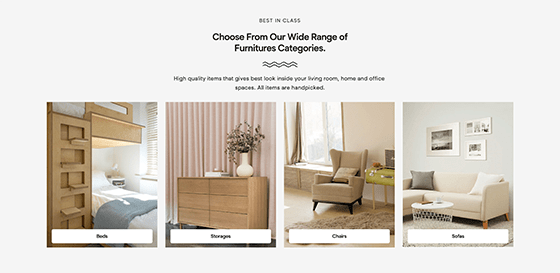 BEST IN CLASS
Choose From Our Wide Range of
Furnitures Categories.
High quality items that gives best look inside your living room, home and office
spaces. All items are handpicked.
Beds
Storages
Chairs
Sofas